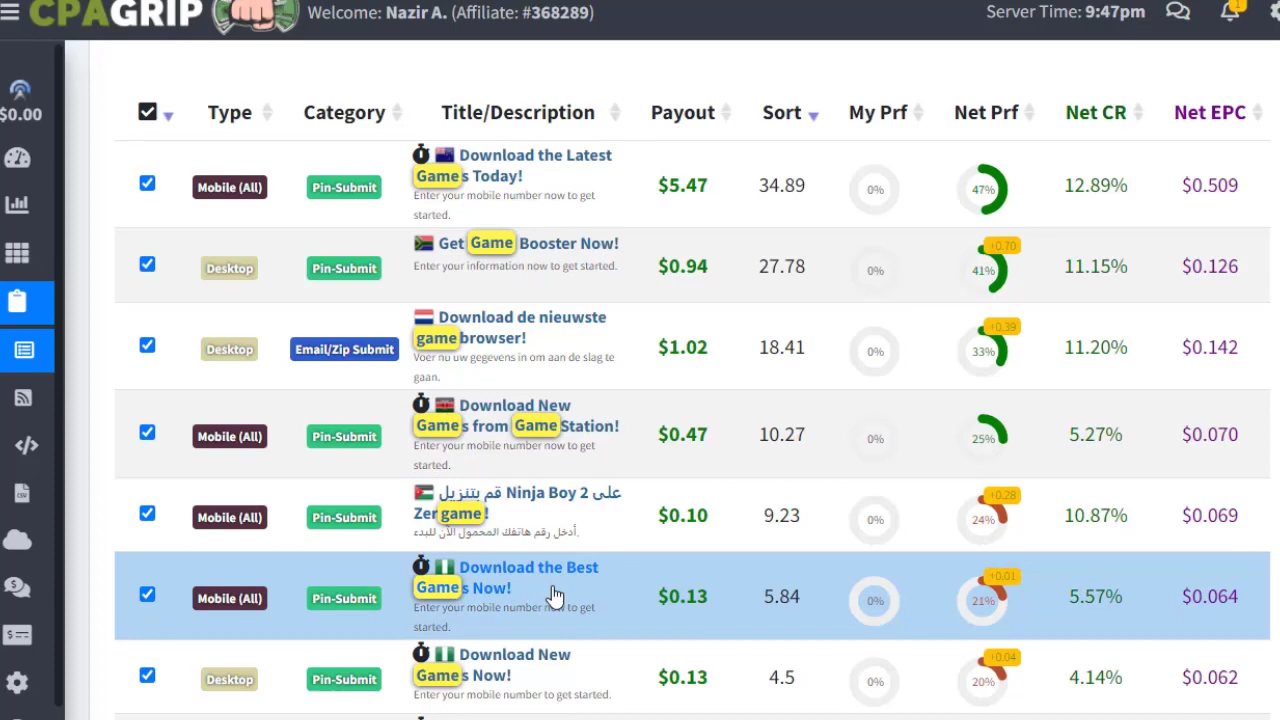 CPAGRIP Welcome: Nazir A. (Affiliate: #368289) Server Time: 9:47pm 1
$0.00
Type Category Title/Description Payout Sort My Prf Net Prf Net CR Net EPC
Download the Latest
Games Today!
Enter your mobile number now to get
started.
Mobile (All) Pin-Submit $5.47 34.89 0% 47% 12.89% $0.509
Get Game Booster Now!
Enter your information now to get started.
Desktop Pin-Submit $0.94 27.78 0% 41% +0.70 11.15% $0.126
Download de nieuwste
game browser!
Voer nu uw gegevens in om aan de slag te
gaan.
Desktop Email/Zip Submit $1.02 18.41 0% 33% +0.39 11.20% $0.142
Download New
Games from Game Station!
Enter your mobile number now to get
started.
Mobile (All) Pin-Submit $0.47 10.27 0% 25% 5.27% $0.070
قم بتنزيل Ninja Boy 2 على
Zergame!
أدخل رقم هاتفك المحمول الآن للبدء.
Mobile (All) Pin-Submit $0.10 9.23 0% 24% +0.28 10.87% $0.069
Download the Best
Games Now!
Enter your mobile number now to get
started.
Mobile (All) Pin-Submit $0.13 5.84 0% 21% +0.01 5.57% $0.064
Download New
Games Now!
Enter your mobile number to get started.
Desktop Pin-Submit $0.13 4.5 0% 20% +0.04 4.14% $0.062